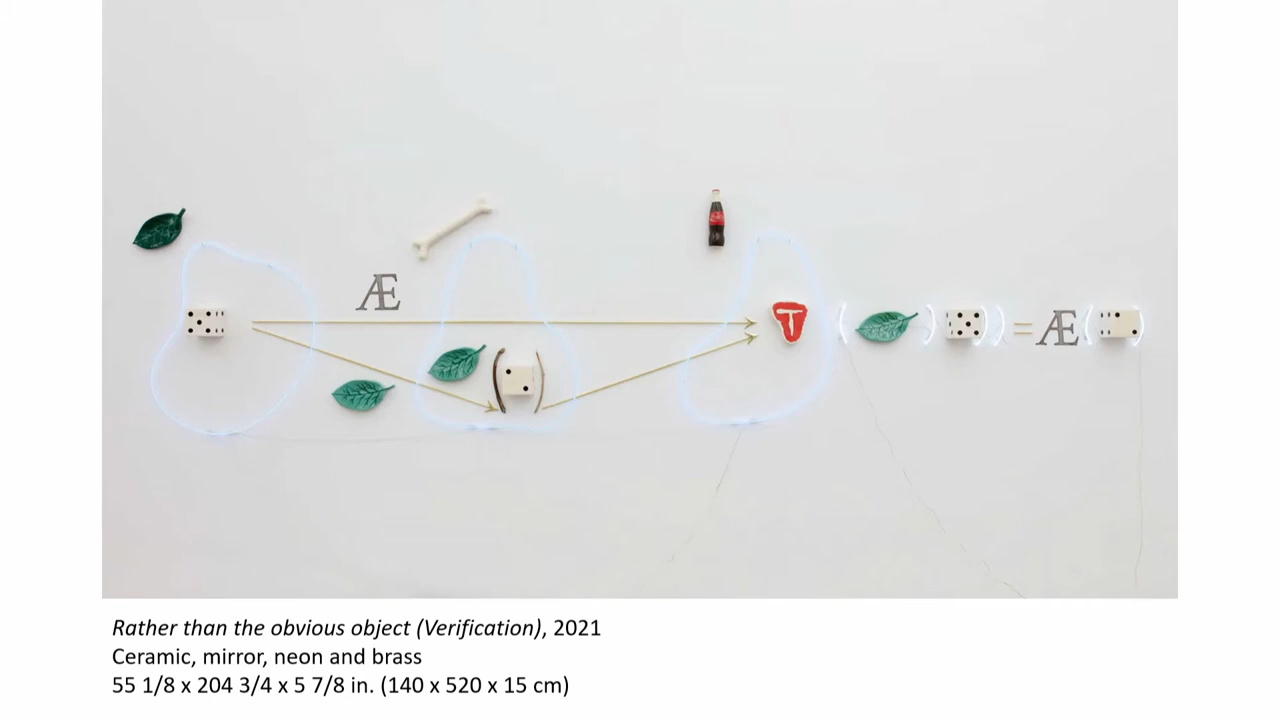 Æ
T
( ) ( ) ) = Æ ( )
Rather than the obvious object (Verification), 2021
Ceramic, mirror, neon and brass
55 1/8 x 204 3/4 x 5 7/8 in. (140 x 520 x 15 cm)